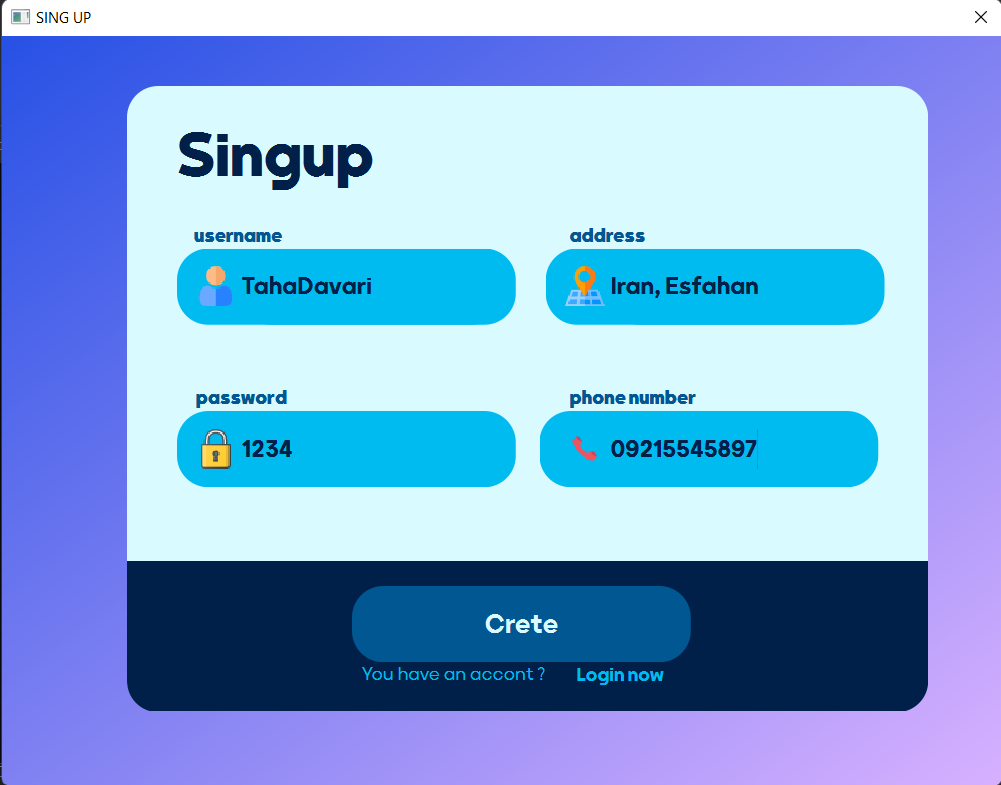 SING UP
Singup
username
address
TahaDavari
Iran, Esfahan
password
phone number
1234
09215545897
Crete
You have an accont ? Login now